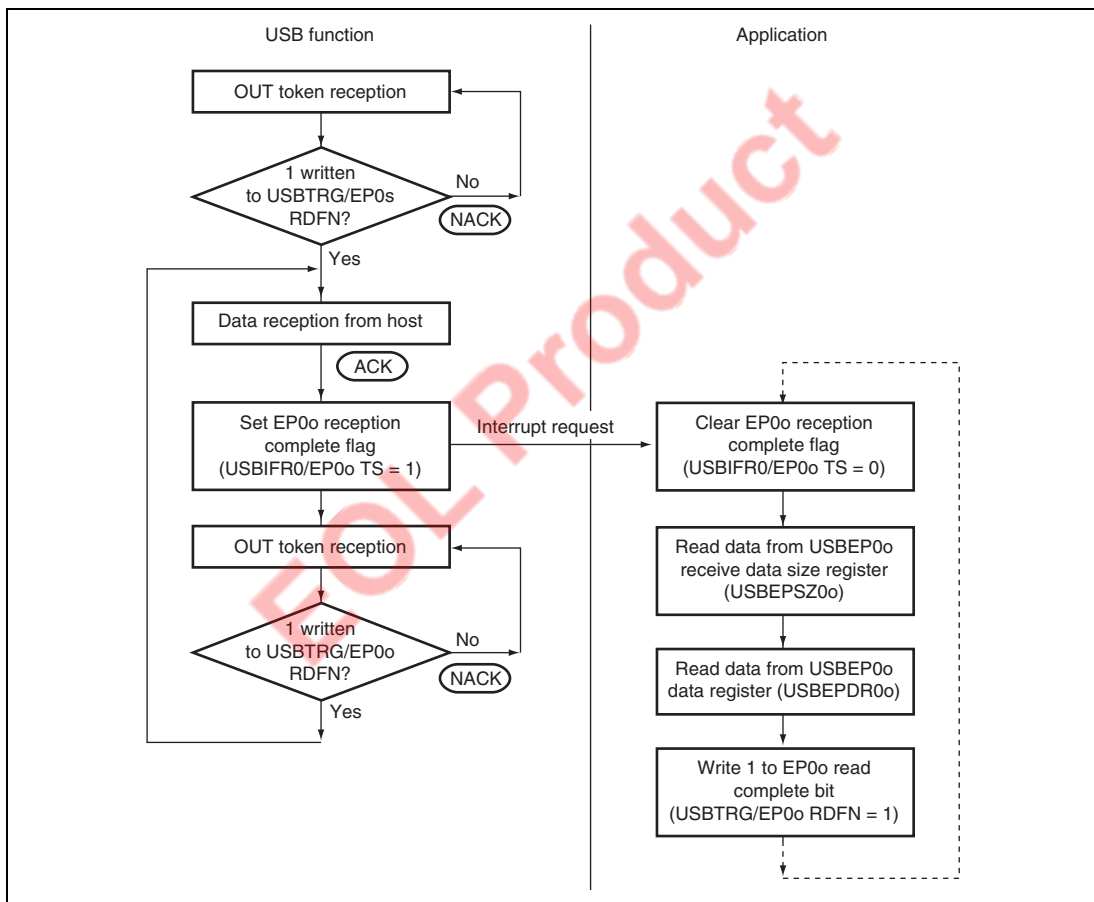 USB function
Application
OUT token reception
1 written
to USBTRG/EP0s
RDFN?
No
NACK
Yes
Data reception from host
ACK
Set EP0o reception
complete flag
(USBIFR0/EP0o TS = 1)
Interrupt request
Clear EP0o reception
complete flag
(USBIFR0/EP0o TS = 0)
OUT token reception
Read data from USBEP0o
receive data size register
(USBEPSZ0o)
1 written
to USBTRG/EP0o
RDFN?
No
NACK
Yes
Read data from USBEP0o
data register (USBEPDR0o)
Write 1 to EP0o read
complete bit
(USBTRG/EP0o RDFN = 1)
EOL Product